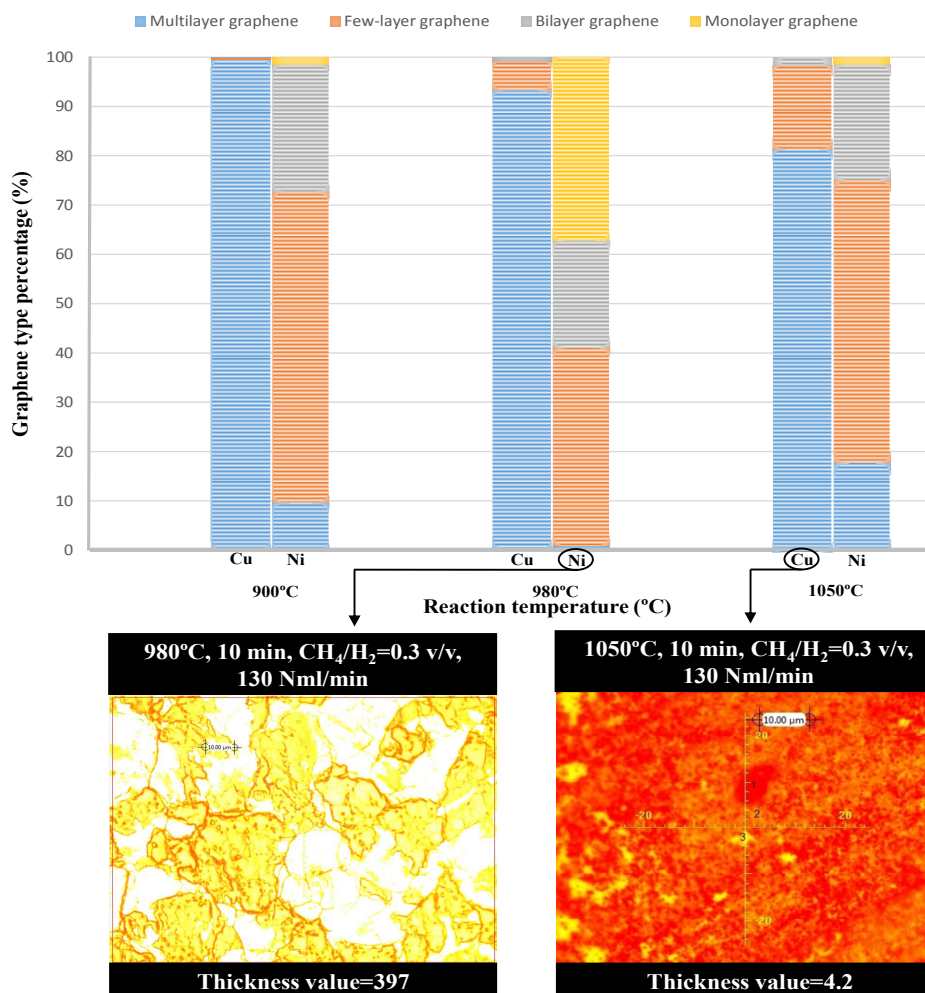 Multilayer graphene Few-layer graphene Bilayer graphene Monolayer graphene
Graphene type percentage (%)
100
90
80
70
60
50
40
30
20
10
0
Cu Ni Cu Ni Cu Ni
900ºC 980ºC 1050ºC
Reaction temperature (ºC)
980ºC, 10 min, CH₄/H₂=0.3 v/v,
130 Nml/min
10.00 µm
Thickness value=397
1050ºC, 10 min, CH₄/H₂=0.3 v/v,
130 Nml/min
10.00 µm
20
1
2
-20 20
3
-20
Thickness value=4.2